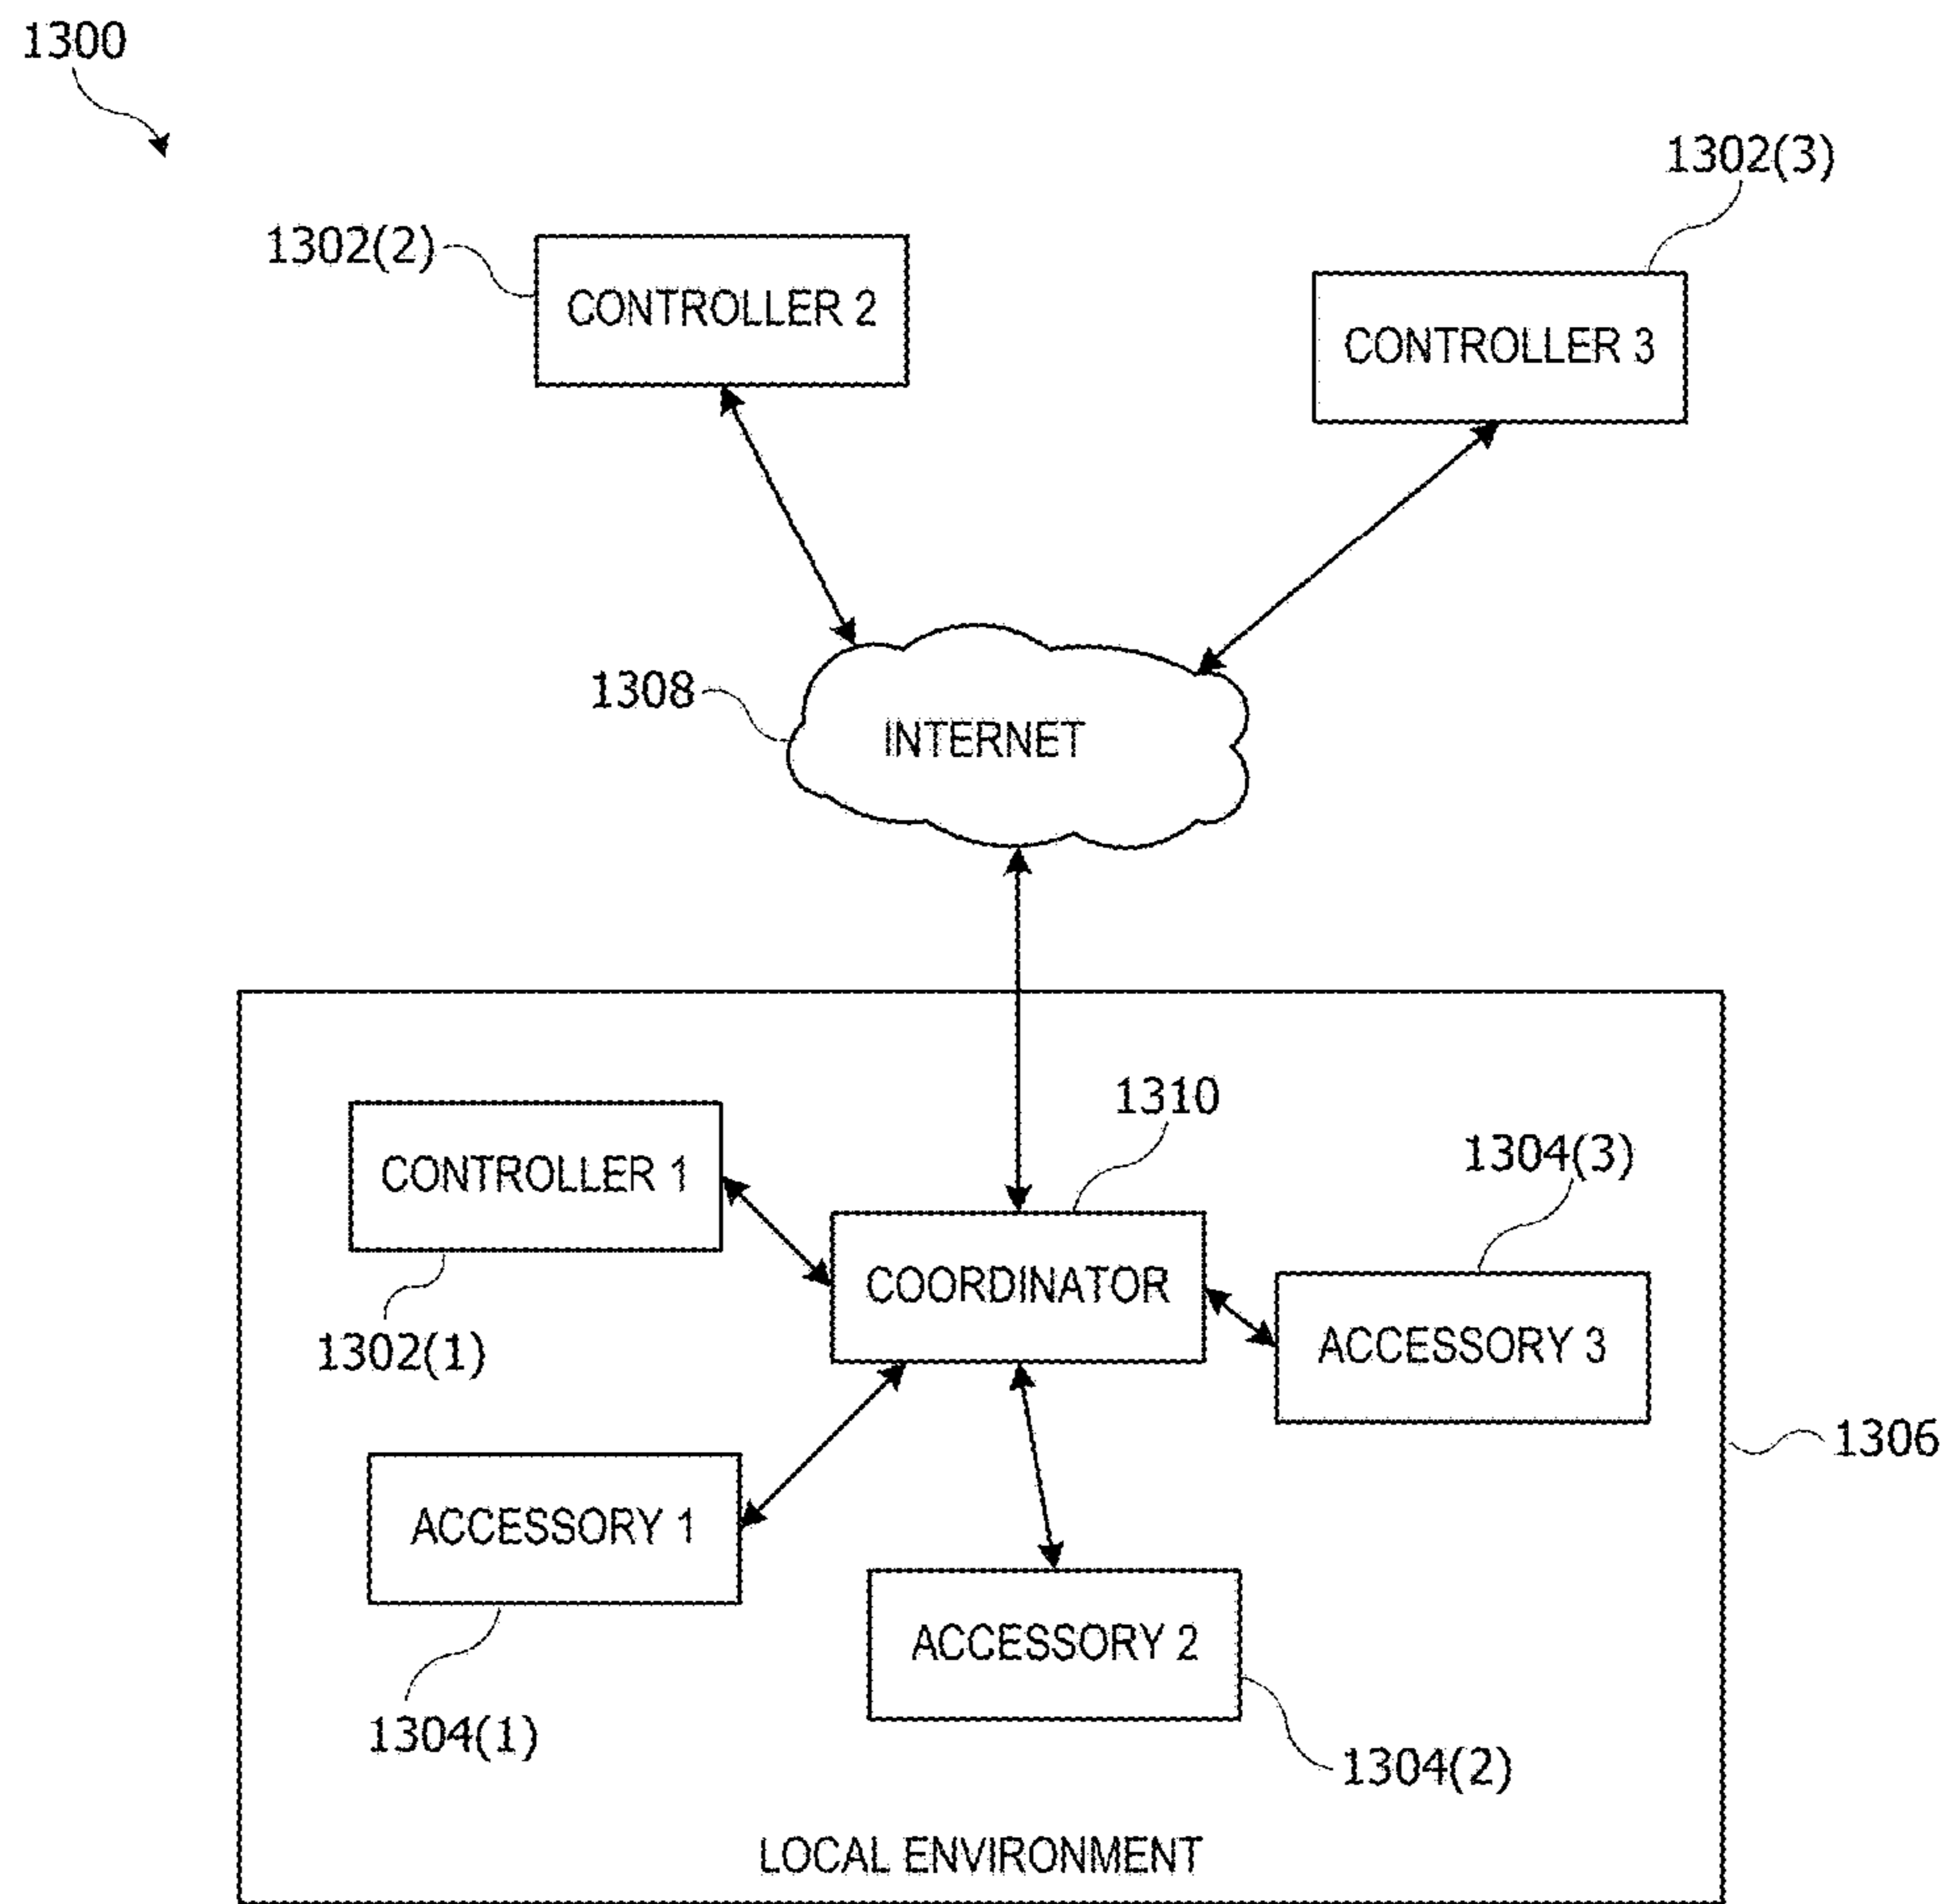 1300
1302(3)
1302(2)
CONTROLLER 2
CONTROLLER 3
1308
INTERNET
1310
1304(3)
CONTROLLER 1
COORDINATOR
ACCESSORY 3
1302(1)
1306
ACCESSORY 1
ACCESSORY 2
1304(1)
1304(2)
LOCAL ENVIRONMENT